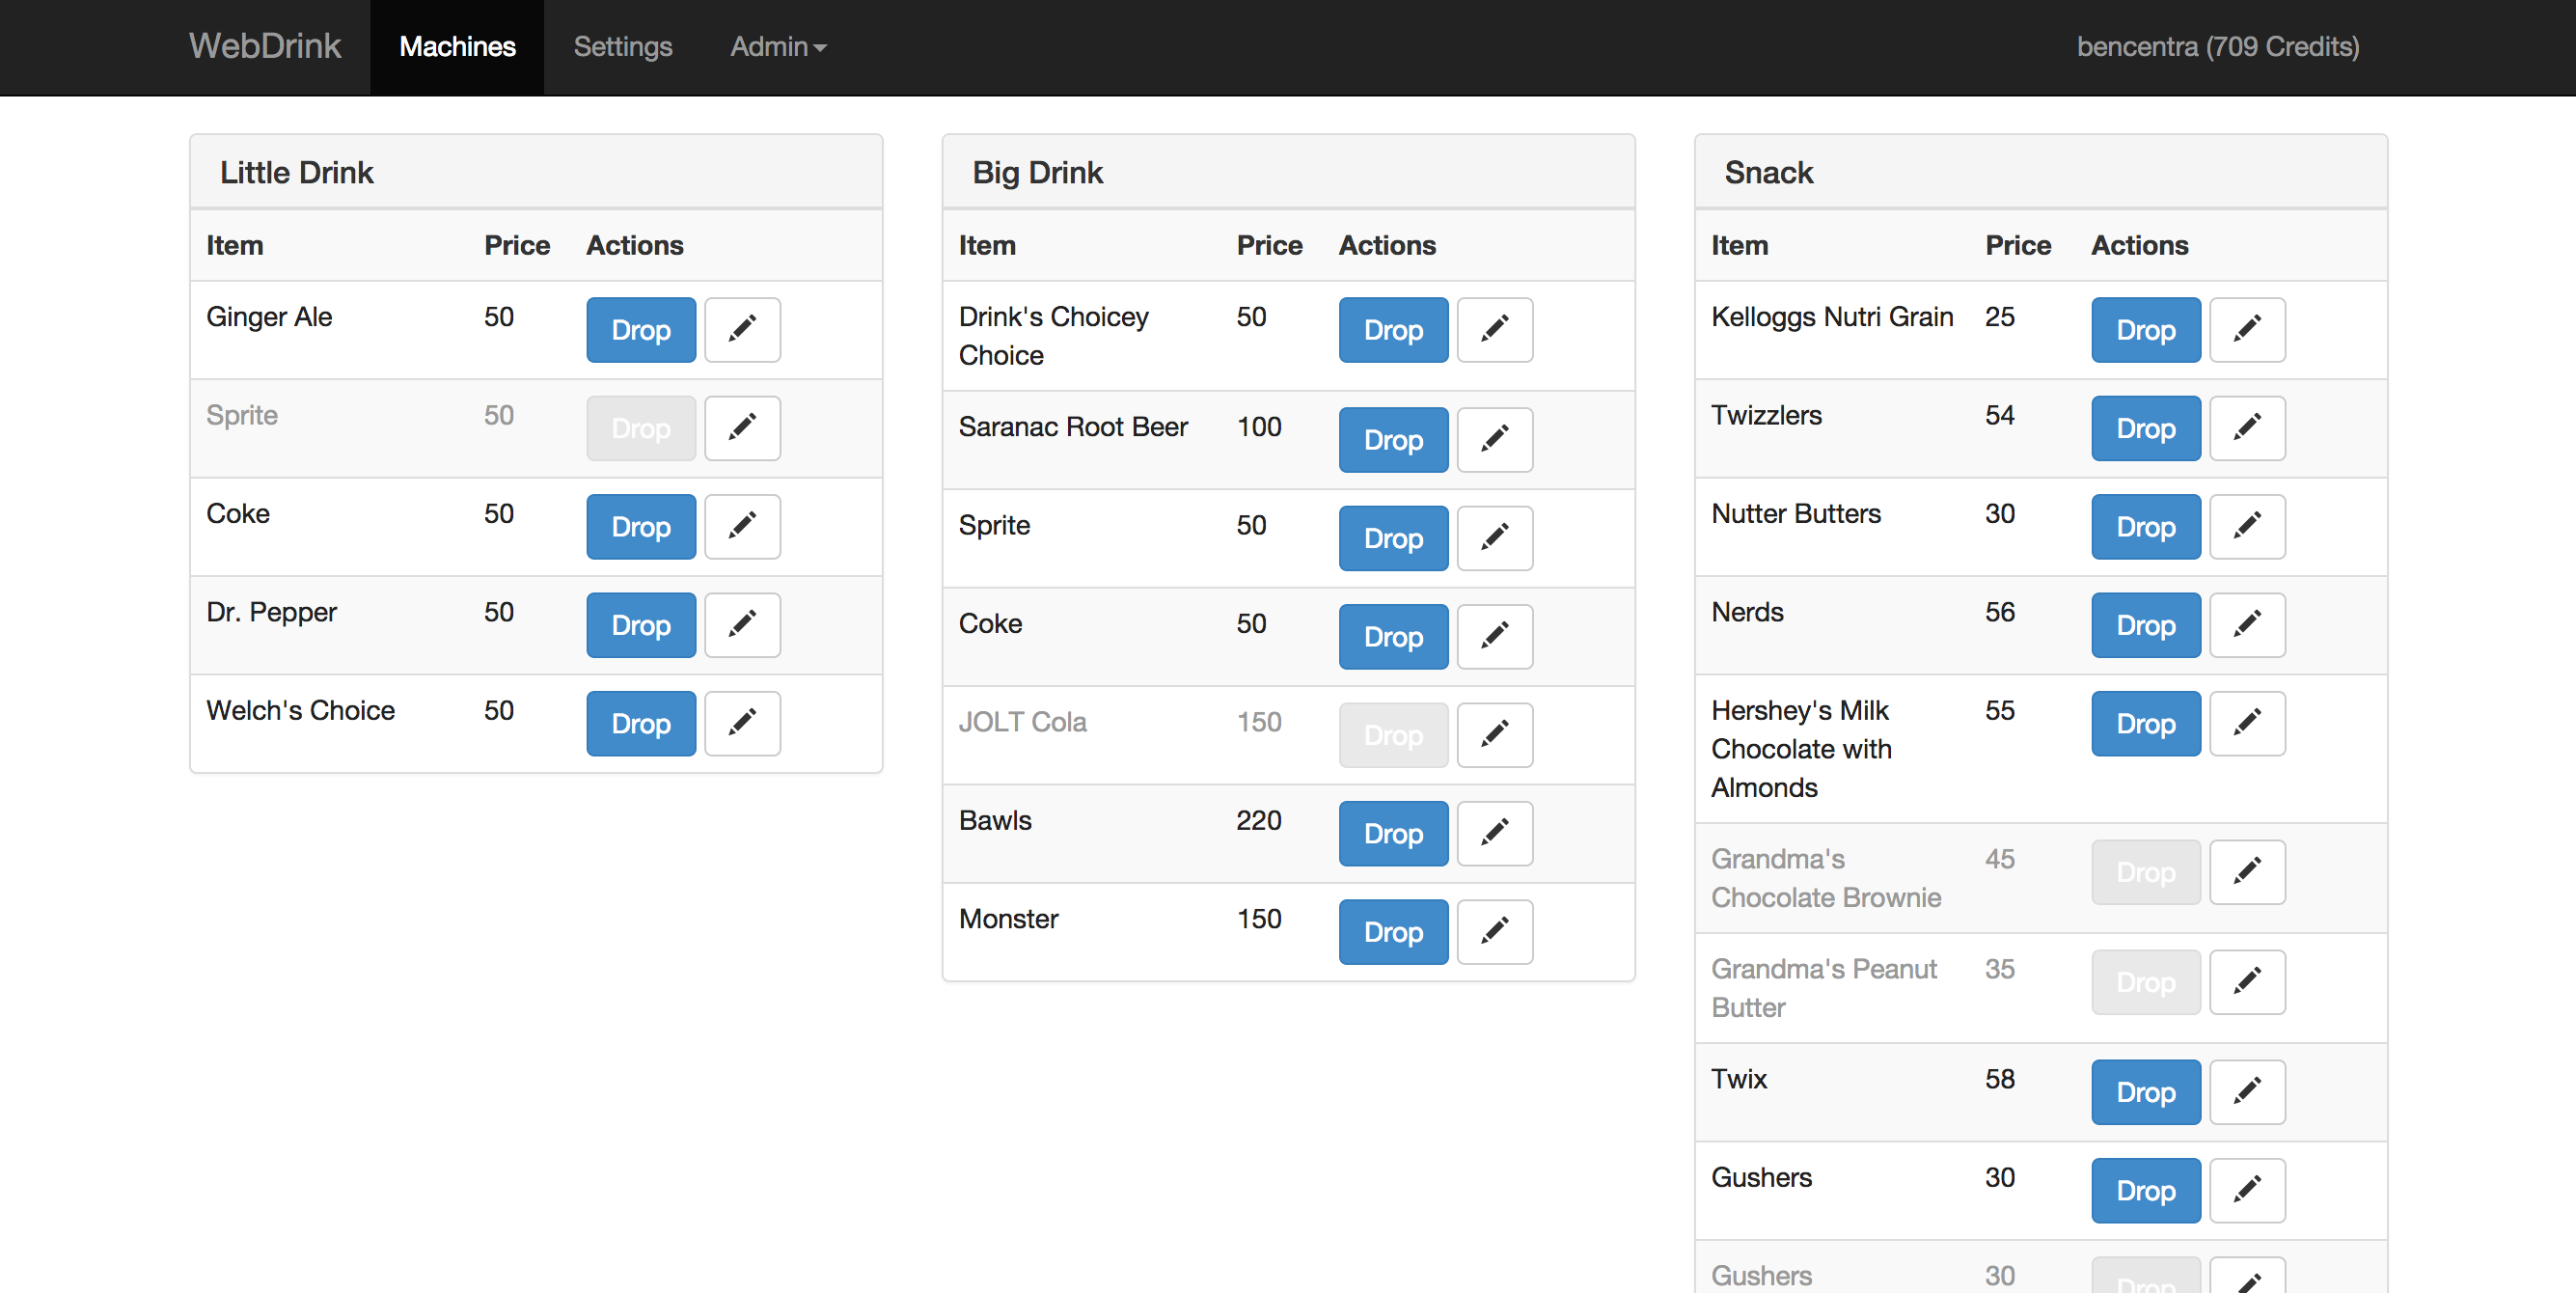 WebDrink Machines Settings Admin bencentra (709 Credits)
Little Drink
Item Price Actions
Ginger Ale 50 Drop
Sprite 50 Drop
Coke 50 Drop
Dr. Pepper 50 Drop
Welch's Choice 50 Drop
Big Drink
Item Price Actions
Drink's Choicey 50 Drop
Choice
Saranac Root Beer 100 Drop
Sprite 50 Drop
Coke 50 Drop
JOLT Cola 150 Drop
Bawls 220 Drop
Monster 150 Drop
Snack
Item Price Actions
Kelloggs Nutri Grain 25 Drop
Twizzlers 54 Drop
Nutter Butters 30 Drop
Nerds 56 Drop
Hershey's Milk 55 Drop
Chocolate with
Almonds
Grandma's 45 Drop
Chocolate Brownie
Grandma's Peanut 35 Drop
Butter
Twix 58 Drop
Gushers 30 Drop
Gushers 30 Drop